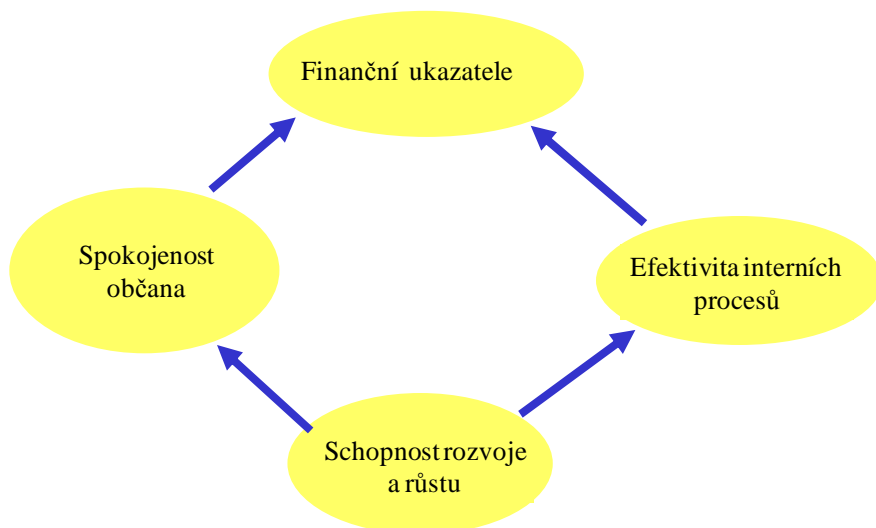 Finanční ukazatele
Spokojenost
občana
Efektivita interních
procesů
Schopnost rozvoje
a růstu